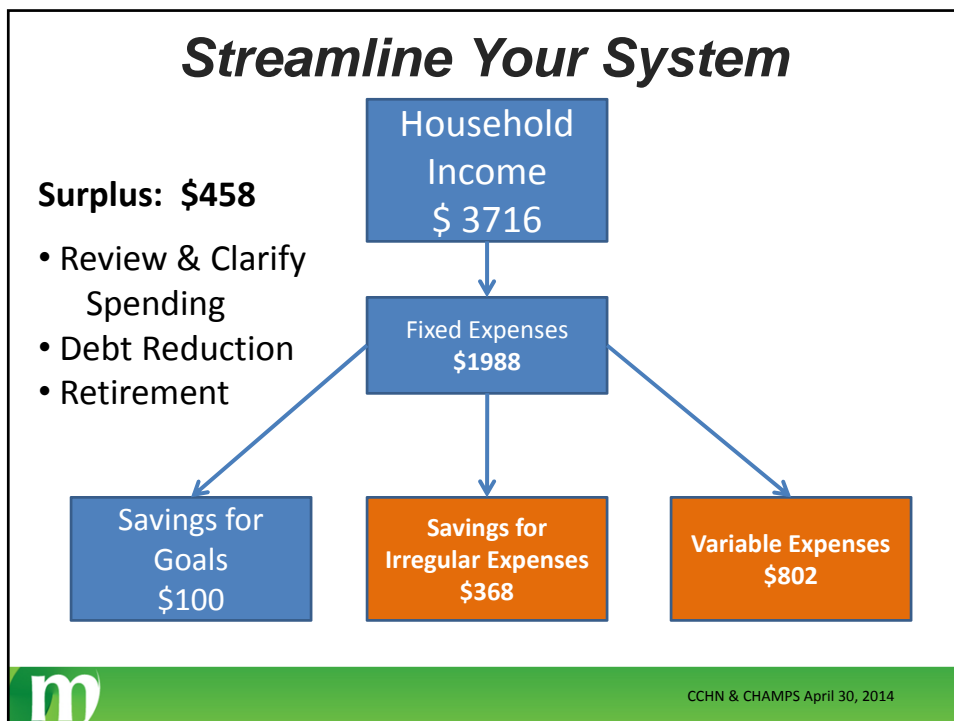 Streamline Your System
Household
Income
$ 3716
Surplus: $458
• Review & Clarify
Spending
• Debt Reduction
• Retirement
Fixed Expenses
$1988
Savings for
Goals
$100
Savings for
Irregular Expenses
$368
Variable Expenses
$802
m
CCHN & CHAMPS April 30, 2014